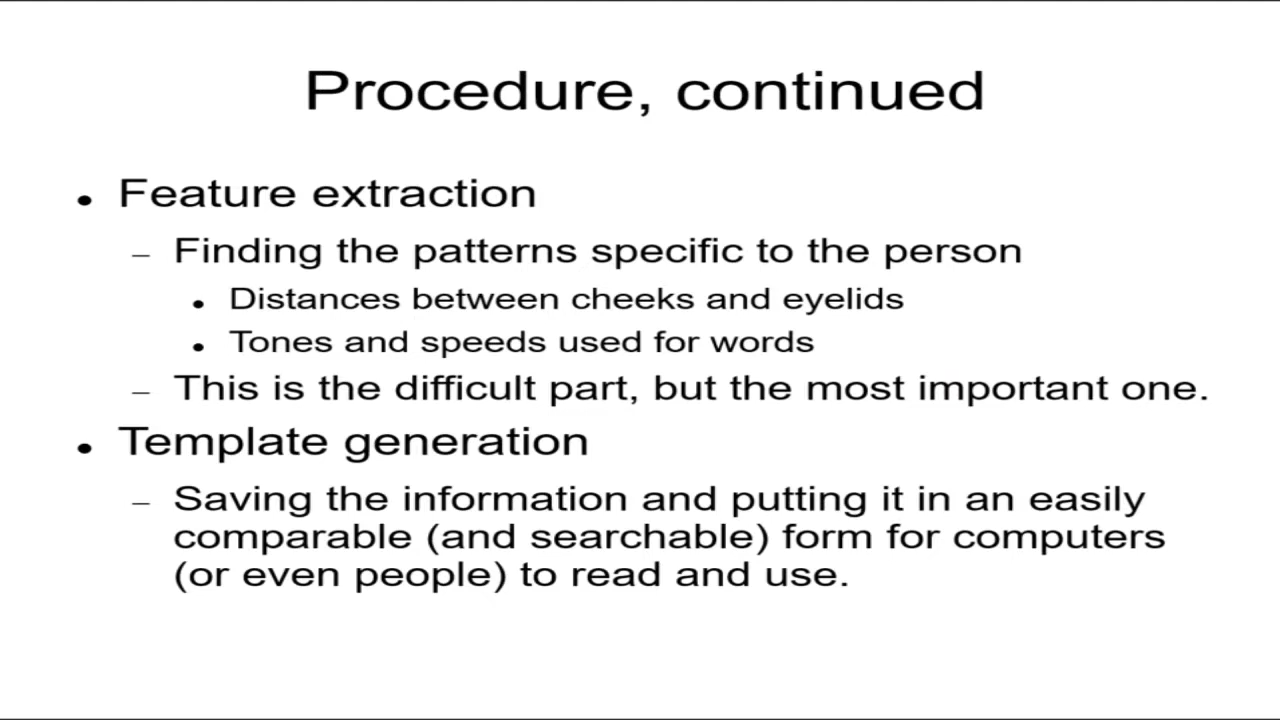 Procedure, continued
• Feature extraction
– Finding the patterns specific to the person
• Distances between cheeks and eyelids
• Tones and speeds used for words
– This is the difficult part, but the most important one.
• Template generation
– Saving the information and putting it in an easily
comparable (and searchable) form for computers
(or even people) to read and use.